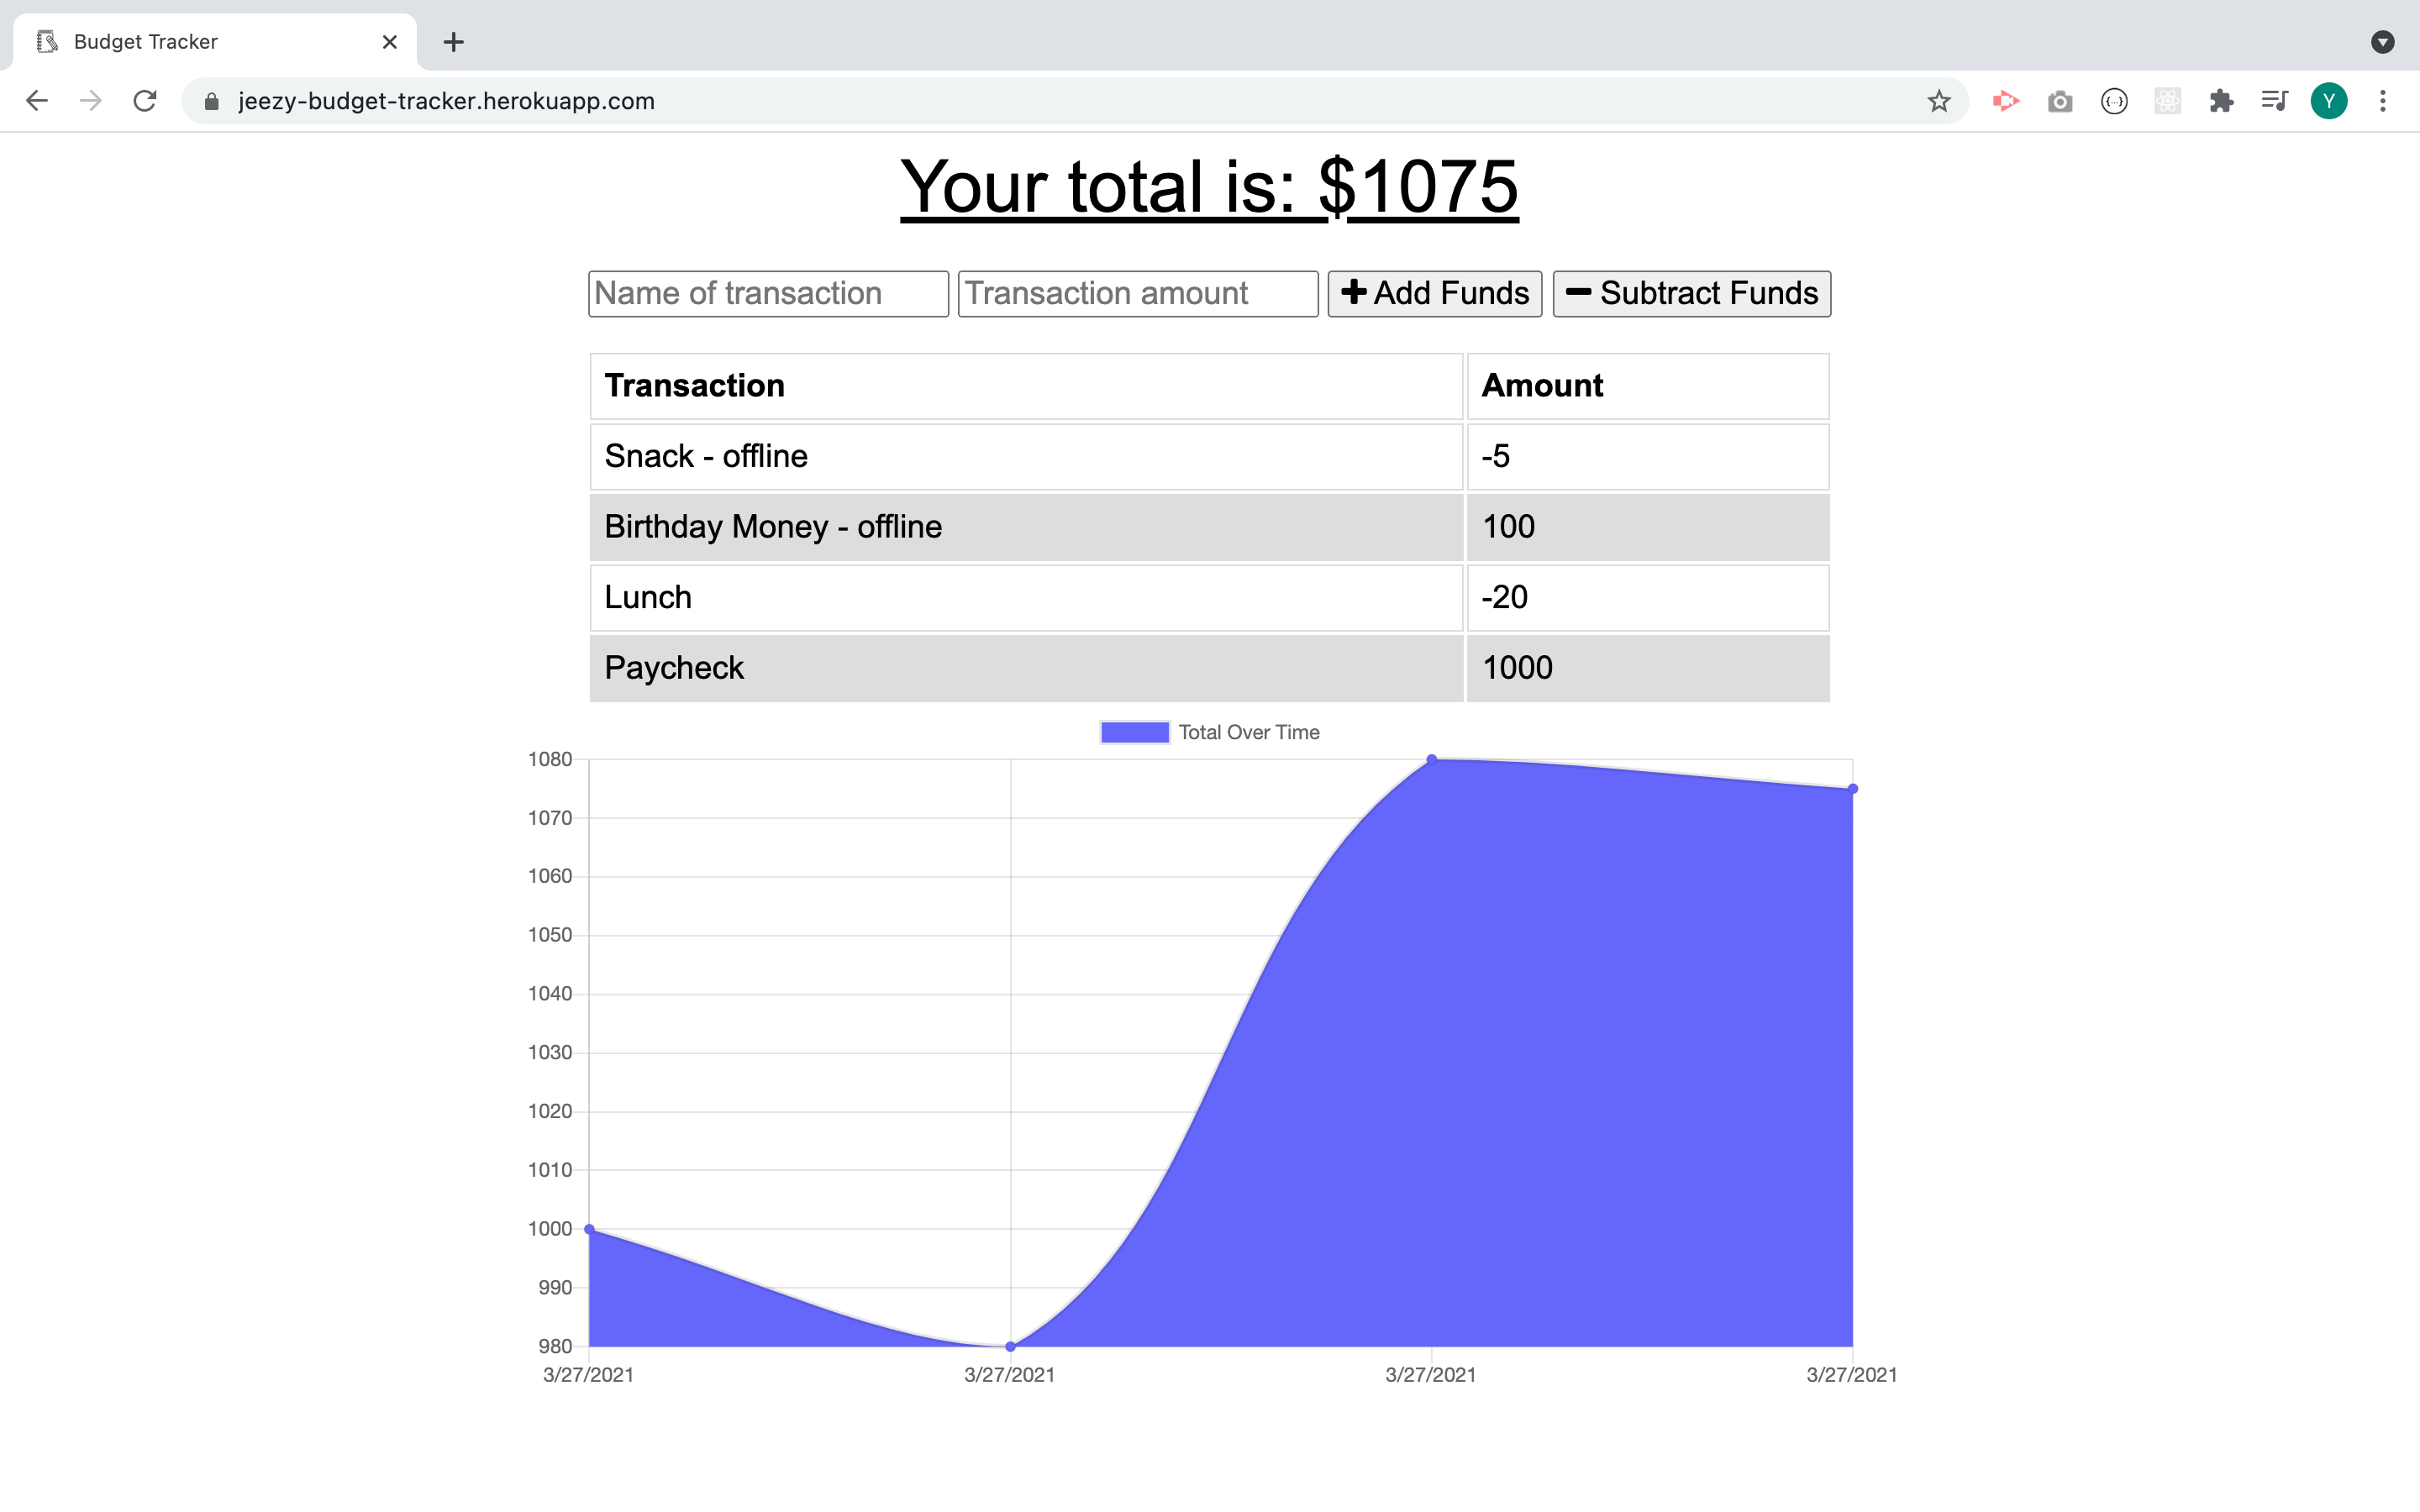 Budget Tracker
jeezy-budget-tracker.herokuapp.com
Y
Your total is: $1075
Name of transaction Transaction amount Add Funds Subtract Funds
Transaction Amount
Snack - offline -5
Birthday Money - offline 100
Lunch -20
Paycheck 1000
Total Over Time
1080
1070
1060
1050
1040
1030
1020
1010
1000
990
980
3/27/2021 3/27/2021 3/27/2021 3/27/2021